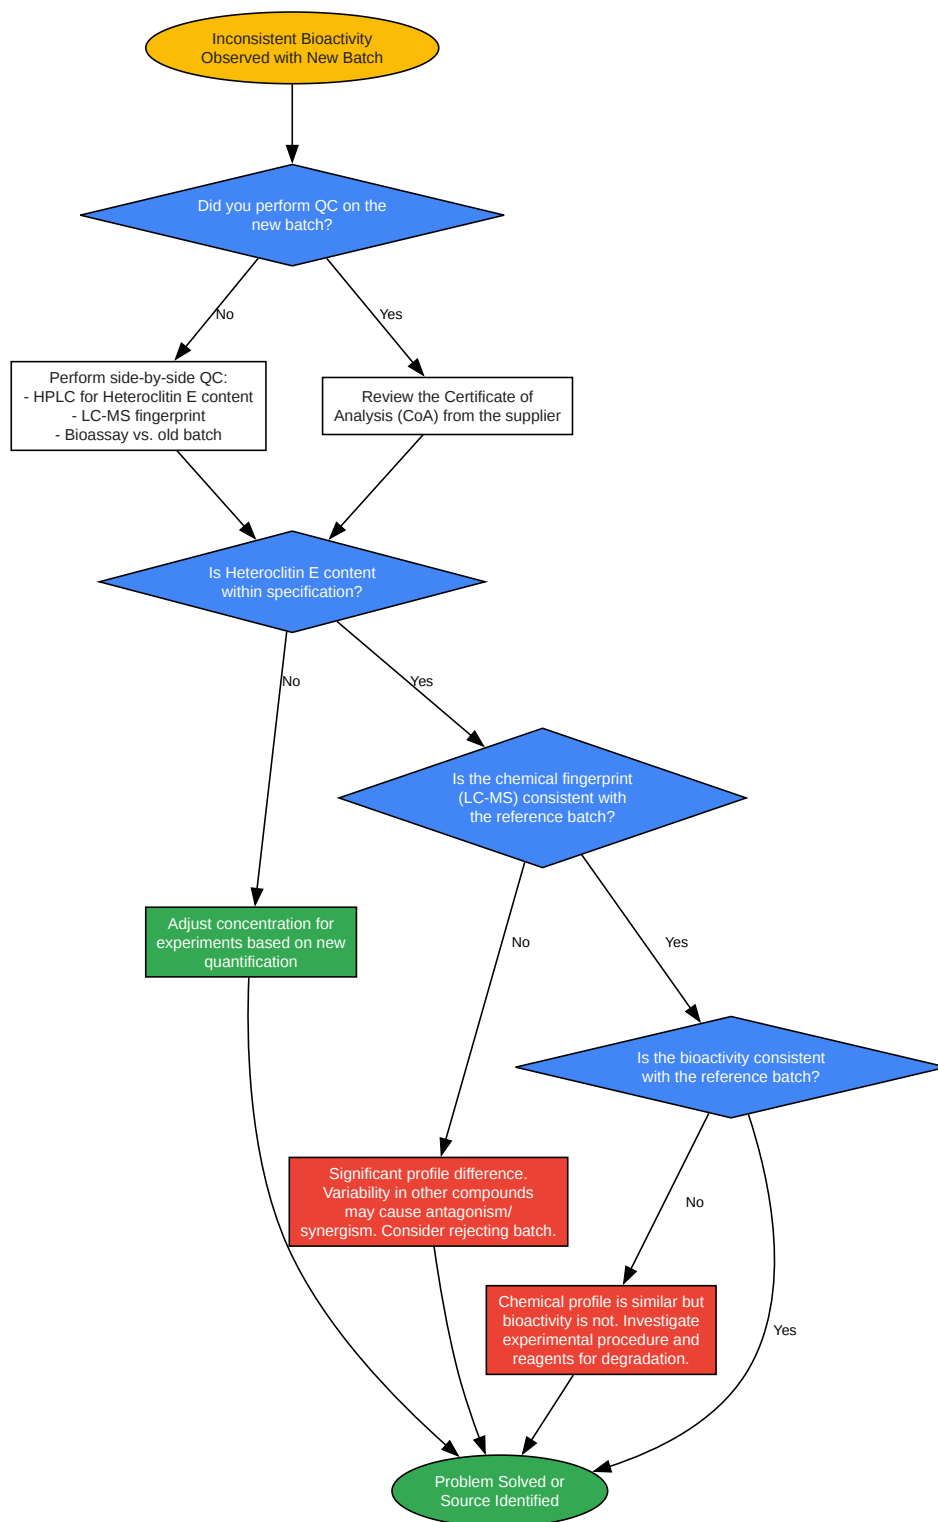 Inconsistent Bioactivity
Observed with New Batch
Did you perform QC on the
new batch?
No
Yes
Perform side-by-side QC:
- HPLC for Heteroclitin E content
- LC-MS fingerprint
- Bioassay vs. old batch
Review the Certificate of
Analysis (CoA) from the supplier
Is Heteroclitin E content
within specification?
No
Yes
Is the chemical fingerprint
(LC-MS) consistent with
the reference batch?
Adjust concentration for
experiments based on new
quantification
No
Yes
Is the bioactivity consistent
with the reference batch?
Significant profile difference.
Variability in other compounds
may cause antagonism/
synergism. Consider rejecting batch.
No
Chemical profile is similar but
bioactivity is not. Investigate
experimental procedure and
reagents for degradation.
Yes
Problem Solved or
Source Identified